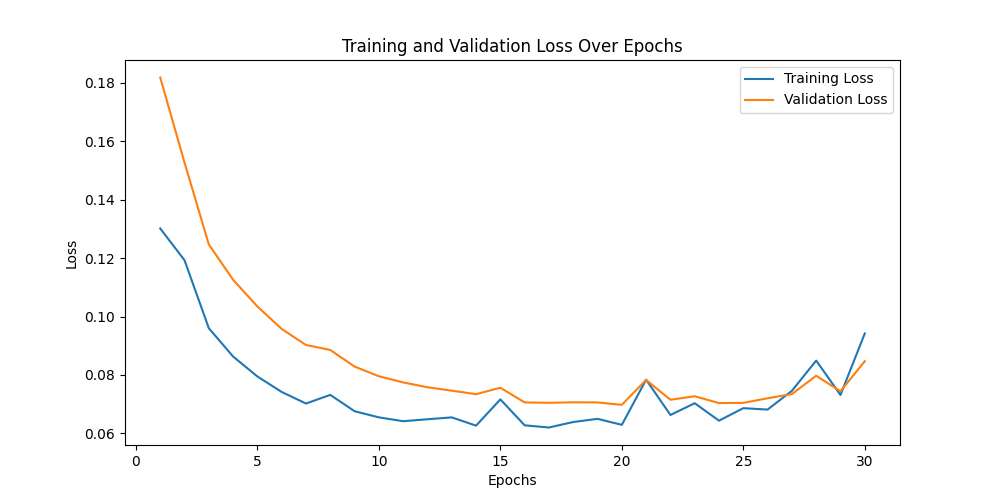 Training and Validation Loss Over Epochs
Training Loss
Validation Loss
0.18
0.16
0.14
0.12
0.10
0.08
0.06
Loss
0 5 10 15 20 25 30
Epochs